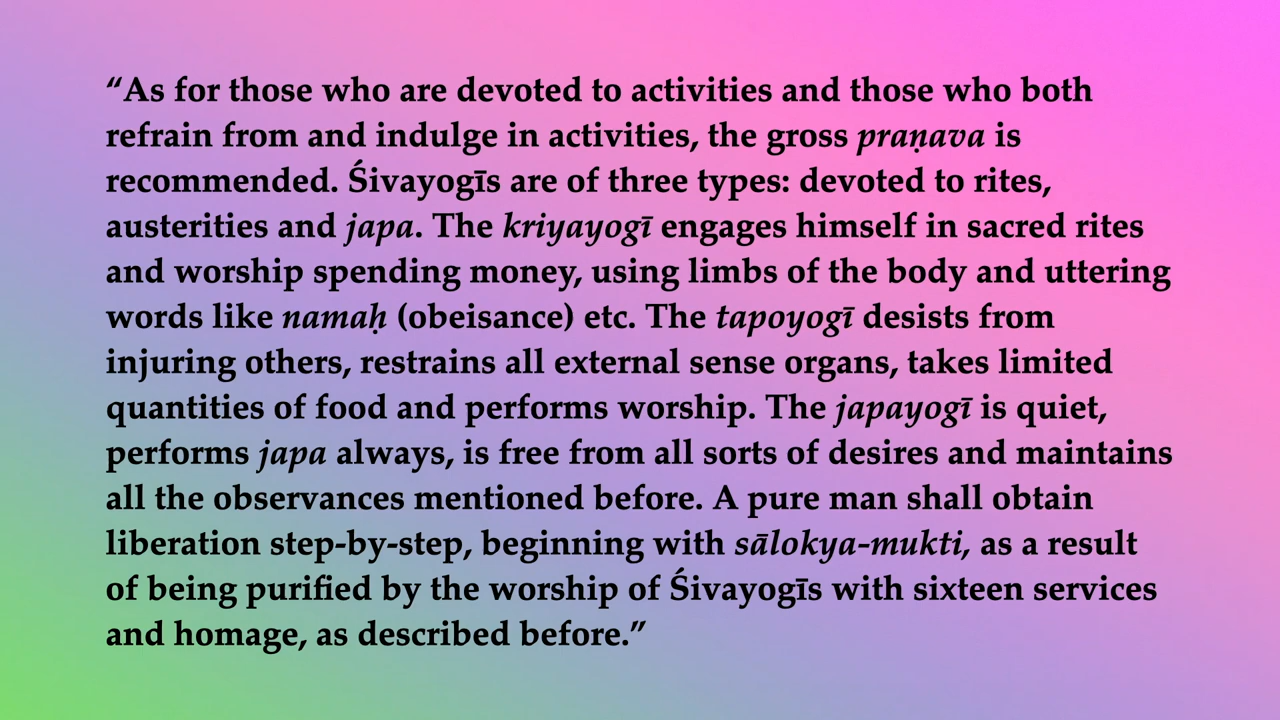 “As for those who are devoted to activities and those who both
refrain from and indulge in activities, the gross praṇava is
recommended. Śivayogīs are of three types: devoted to rites,
austerities and japa. The kriyayogī engages himself in sacred rites
and worship spending money, using limbs of the body and uttering
words like namaḥ (obeisance) etc. The tapoyogī desists from
injuring others, restrains all external sense organs, takes limited
quantities of food and performs worship. The japayogī is quiet,
performs japa always, is free from all sorts of desires and maintains
all the observances mentioned before. A pure man shall obtain
liberation step-by-step, beginning with sālokya-mukti, as a result
of being purified by the worship of Śivayogīs with sixteen services
and homage, as described before.”